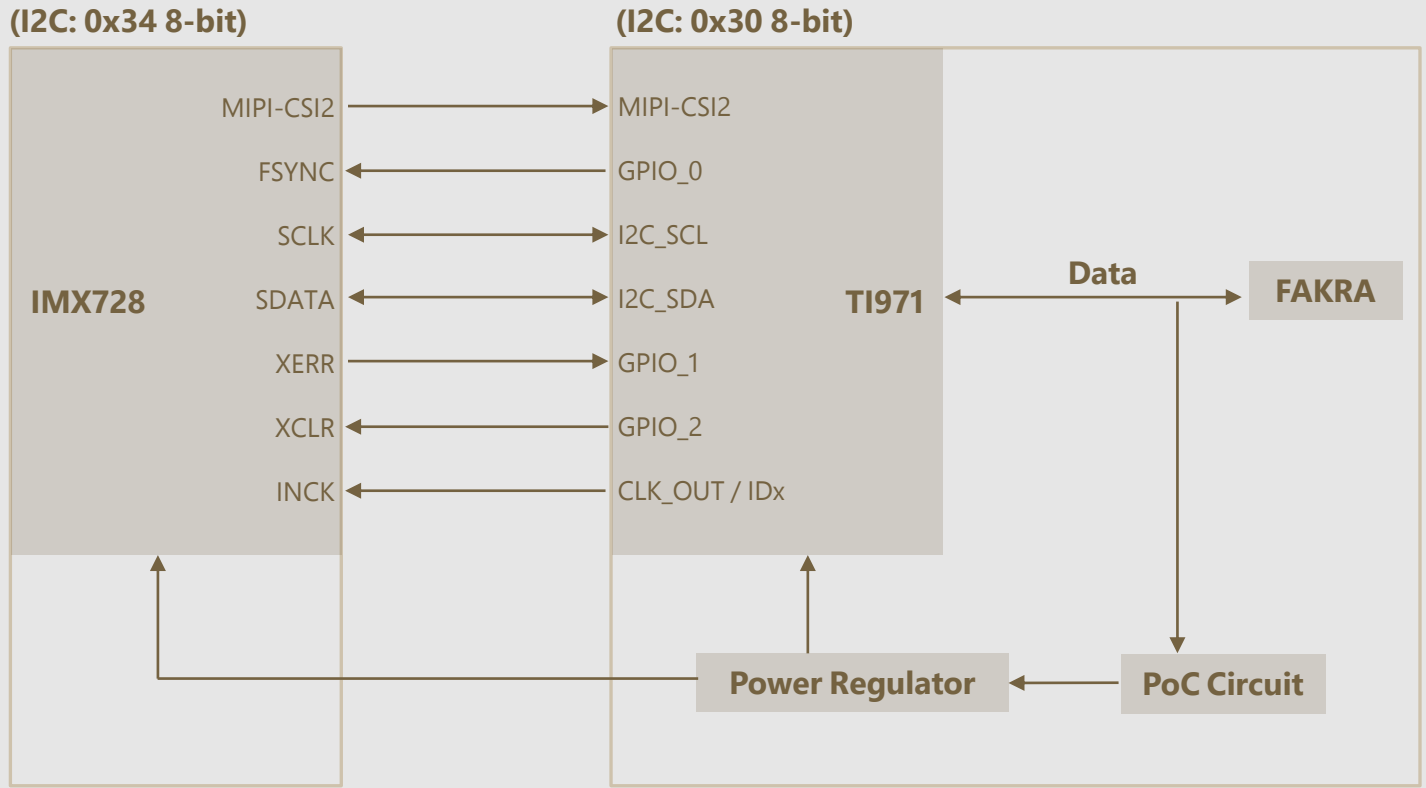 (I2C: 0x34 8-bit)
(I2C: 0x30 8-bit)
MIPI-CSI2
MIPI-CSI2
FSYNC
GPIO_0
SCLK
I2C_SCL
Data
IMX728
SDATA
I2C_SDA
TI971
FAKRA
XERR
GPIO_1
XCLR
GPIO_2
INCK
CLK_OUT / IDx
Power Regulator
PoC Circuit